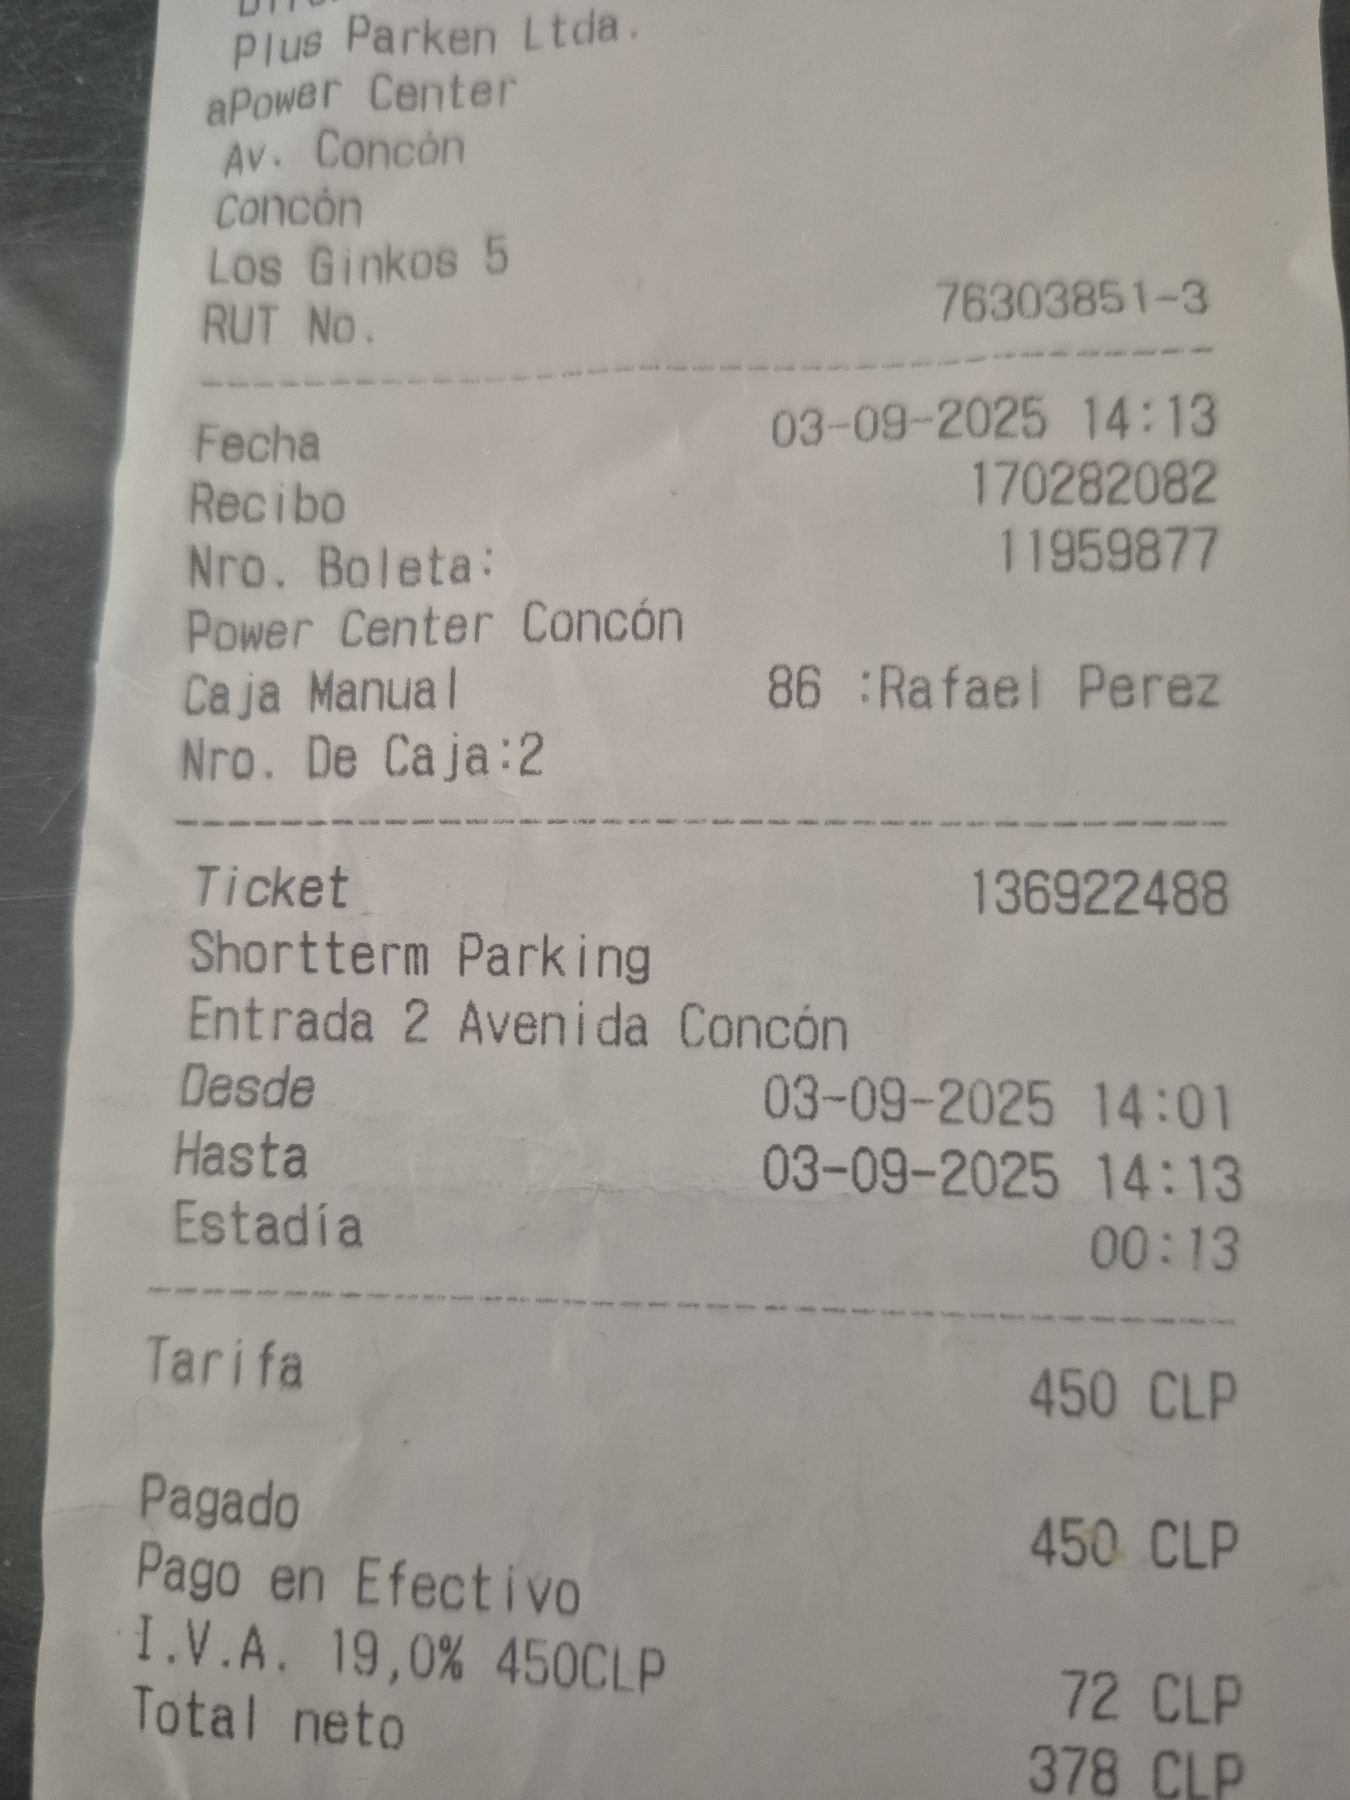 Plus Parken Ltda.
aPower Center
Av. Concón
Concón
Los Ginkos 5
RUT No. 76303851-3
Fecha 03-09-2025 14:13
Recibo 170282082
Nro. Boleta: 11959877
Power Center Concón
Caja Manual 86 :Rafael Perez
Nro. De Caja:2
Ticket 136922488
Shortterm Parking
Entrada 2 Avenida Concón
Desde 03-09-2025 14:01
Hasta 03-09-2025 14:13
Estadía 00:13
Tarifa 450 CLP
Pagado 450 CLP
Pago en Efectivo
I.V.A. 19,0% 450CLP 72 CLP
Total neto 378 CLP